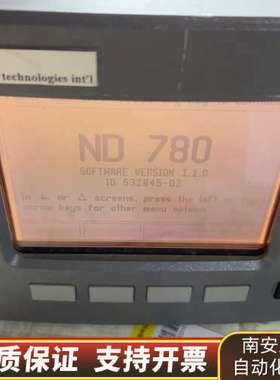 technologies int'l
ND 780
SOFTWARE VERSION 1.1.0
ID 532845-02
In or screens, press the left or
arrow keys for other menu
质保证 支持开票
南安
自动化